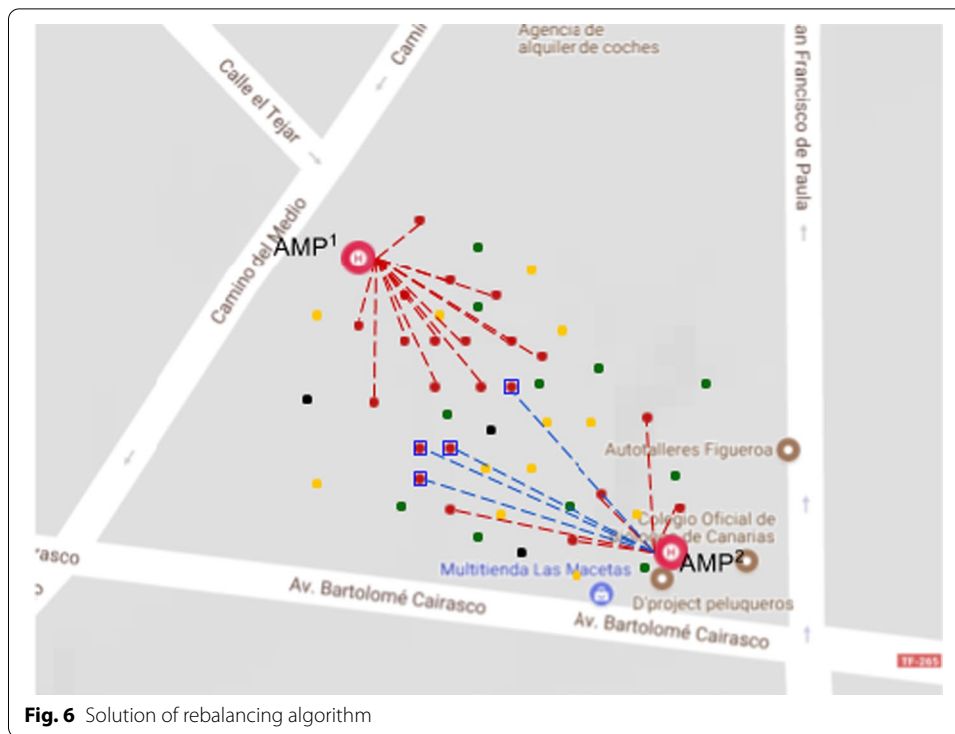 Agencia de
alquiler de coches
Cami
an Francisco de Paula
Calle el Tejar
Camino del Medio
AMP¹
H
Autotalleres Figueroa
Colegio Oficial de
de Canarias
H
AMP²
Multitienda Las Macetas
D'project peluqueros
rasco
o
Av. Bartolomé Cairasco
Av. Bartolomé Cairasco
TF-265
Fig. 6 Solution of rebalancing algorithm